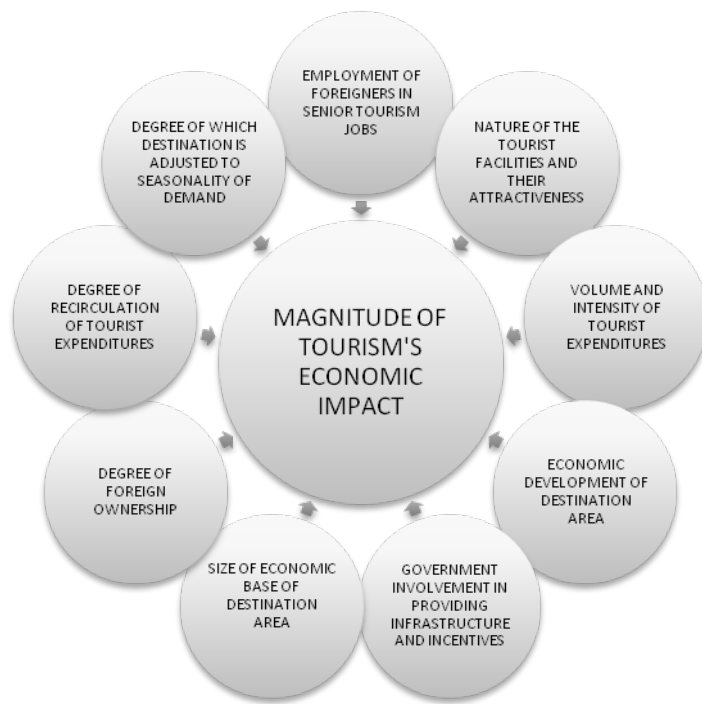 EMPLOYMENT OF
FOREIGNERS IN
SENIOR TOURISM
JOBS
NATURE OF THE
TOURIST
FACILITIES AND
THEIR
ATTRACTIVENESS
VOLUME AND
INTENSITY OF
TOURIST
EXPENDITURES
ECONOMIC
DEVELOPMENT OF
DESTINATION
AREA
GOVERNMENT
INVOLVEMENT IN
PROVIDING
INFRASTRUCTURE
AND INCENTIVES
SIZE OF ECONOMIC
BASE OF
DESTINATION
AREA
DEGREE OF
FOREIGN
OWNERSHIP
DEGREE OF
RECIRCULATION
OF TOURIST
EXPENDITURES
DEGREE OF WHICH
DESTINATION IS
ADJUSTED TO
SEASONALITY OF
DEMAND
MAGNITUDE OF
TOURISM'S
ECONOMIC
IMPACT